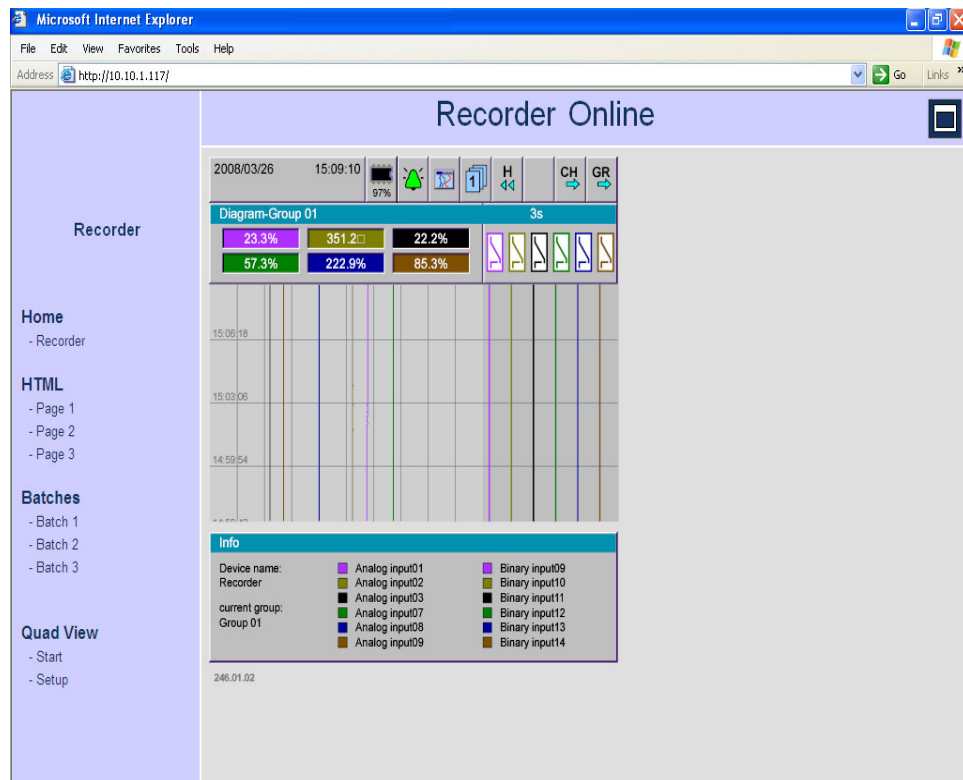 Microsoft Internet Explorer
File Edit View Favorites Tools Help
Address http://10.10.1.117/ Go Links »
Recorder Online
Recorder
Home
- Recorder
HTML
- Page 1
- Page 2
- Page 3
Batches
- Batch 1
- Batch 2
- Batch 3
Quad View
- Start
- Setup
2008/03/26 15:09:10 97% 1 H CH GR
Diagram-Group 01 3s
23.3% 351.2□ 22.2%
57.3% 222.9% 85.3%
15:06:18
15:03:06
14:59:54
Info
Device name:
Recorder
current group:
Group 01
Analog input01
Analog input02
Analog input03
Analog input07
Analog input08
Analog input09
Binary input09
Binary input10
Binary input11
Binary input12
Binary input13
Binary input14
246.01.02